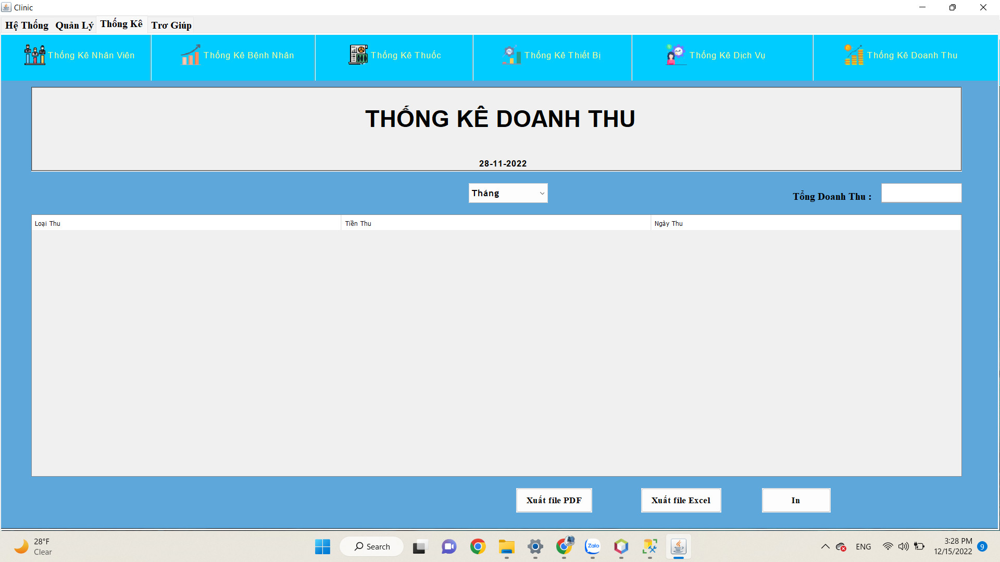 Clinic
Hệ Thống Quản Lý Thống Kê Trơ Giúp
Thống Kê Nhân Viên Thống Kê Bệnh Nhân Thống Kê Thuốc Thống Kê Thiết Bị Thống Kê Dịch Vụ Thống Kê Doanh Thu
THỐNG KÊ DOANH THU
28-11-2022
Tháng
Tổng Doanh Thu :
Loại Thu Tiền Thu Ngày Thu
Xuất file PDF Xuất file Excel In
28°F
Clear
Search
Zalo
ENG
3:28 PM
12/15/2022
9